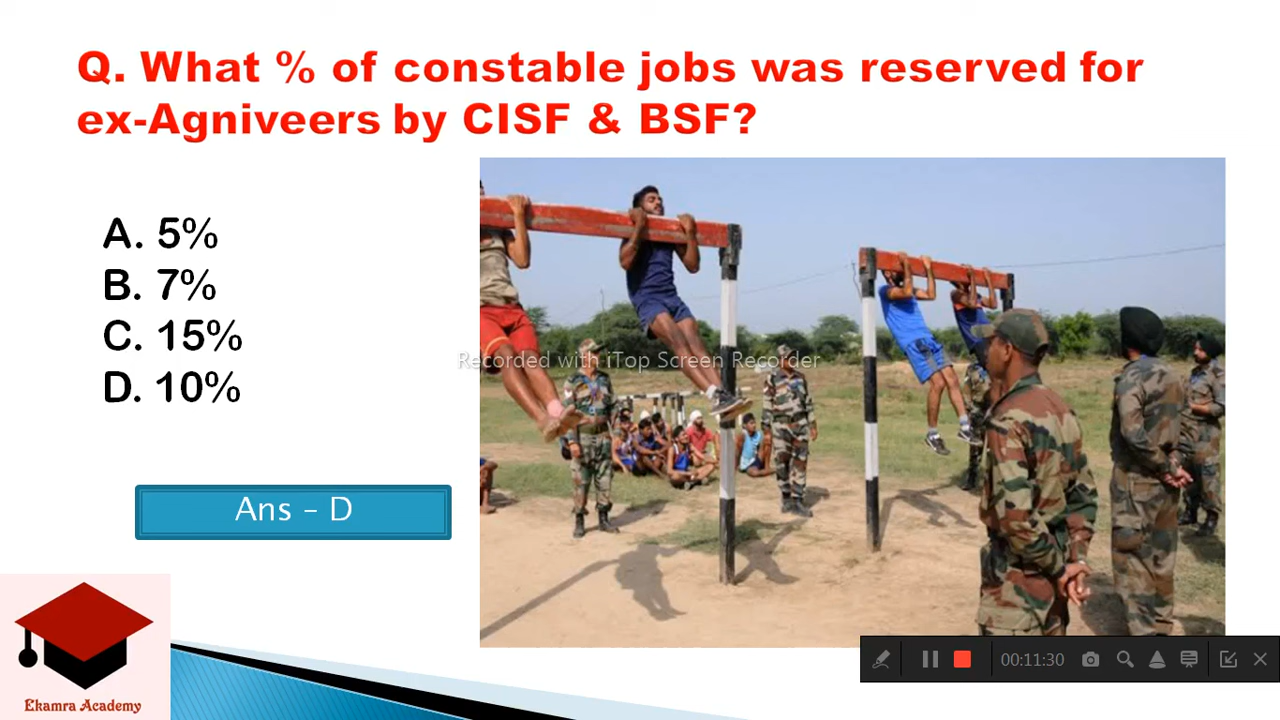 Q. What % of constable jobs was reserved for
ex-Agniveers by CISF & BSF?
A. 5%
B. 7%
C. 15%
D. 10%
Recorded with iTop Screen Recorder
Ans – D
Ekamra Academy
00:11:30